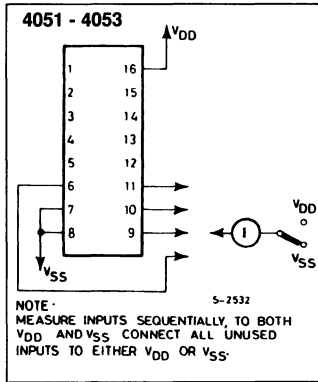 4051 - 4053
VDD
1 16
2 15
3 14
4 13
5 12
6 11
7 10
8 9
VDD
I
VSS
VSS
S-2532
NOTE·
MEASURE INPUTS SEQUENTIALLY, TO BOTH
VDD AND VSS CONNECT ALL UNUSED
INPUTS TO EITHER VDD OR VSS.